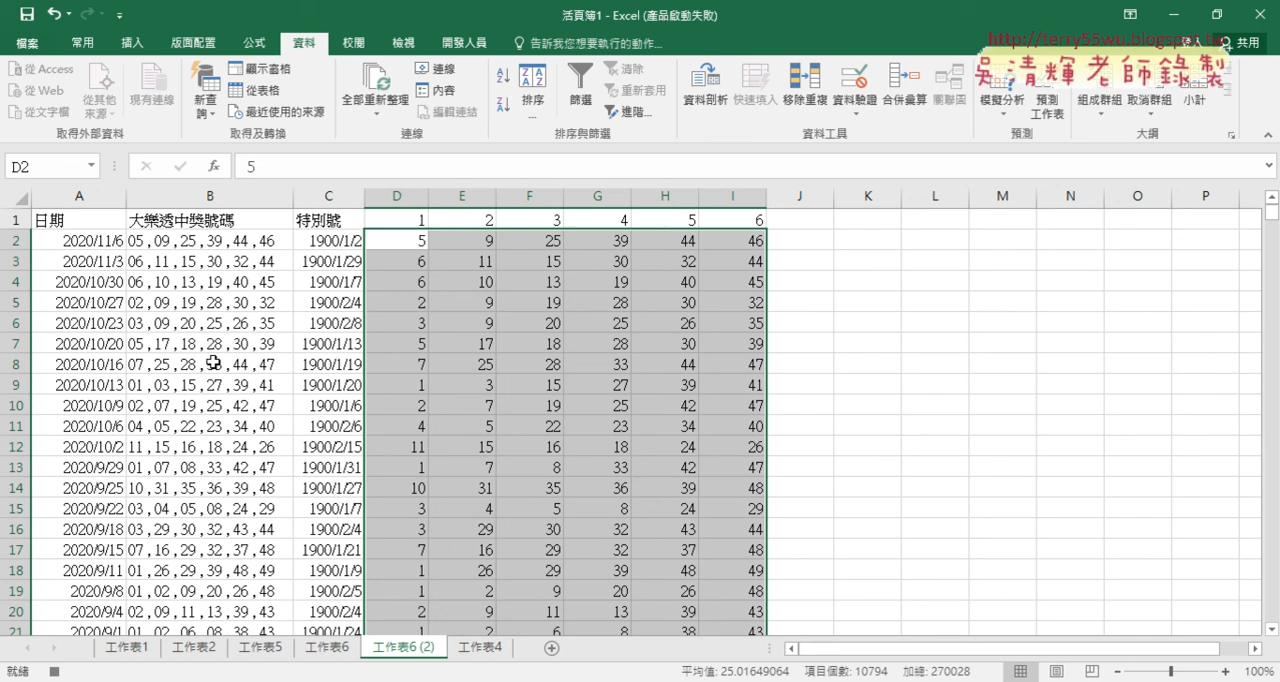 活頁簿1 - Excel (產品啟動失敗)
檔案 常用 插入 版面配置 公式 資料 校閱 檢視 開發人員 告訴我您想要執行的動作... 登入 共用
http://terry55wu.blogspot.tw
吳清輝老師錄製
從 Access
從 Web
從文字檔
從其他來源
現有連線
取得外部資料
新查詢
顯示窗格
從表格
最近使用的來源
取得及轉換
全部重新整理
連線
內容
編輯連結
連線
排序...
篩選
清除
重新套用
進階...
排序與篩選
資料剖析 快速填入 移除重複 資料驗證 合併彙算 關聯圖
資料工具
模擬分析 預測工作表
預測
組成群組 取消群組 小計
大綱
D2 fx 5
A B C D E F G H I J K L M N O P
1 日期 大樂透中獎號碼 特別號 1 2 3 4 5 6
2 2020/11/6 05 , 09 , 25 , 39 , 44 , 46 1900/1/2 5 9 25 39 44 46
3 2020/11/3 06 , 11 , 15 , 30 , 32 , 44 1900/1/29 6 11 15 30 32 44
4 2020/10/30 06 , 10 , 13 , 19 , 40 , 45 1900/1/7 6 10 13 19 40 45
5 2020/10/27 02 , 09 , 19 , 28 , 30 , 32 1900/2/4 2 9 19 28 30 32
6 2020/10/23 03 , 09 , 20 , 25 , 26 , 35 1900/2/8 3 9 20 25 26 35
7 2020/10/20 05 , 17 , 18 , 28 , 30 , 39 1900/1/13 5 17 18 28 30 39
8 2020/10/16 07 , 25 , 28 , 33 , 44 , 47 1900/1/19 7 25 28 33 44 47
9 2020/10/13 01 , 03 , 15 , 27 , 39 , 41 1900/1/20 1 3 15 27 39 41
10 2020/10/9 02 , 07 , 19 , 25 , 42 , 47 1900/1/6 2 7 19 25 42 47
11 2020/10/6 04 , 05 , 22 , 23 , 34 , 40 1900/2/6 4 5 22 23 34 40
12 2020/10/2 11 , 15 , 16 , 18 , 24 , 26 1900/2/15 11 15 16 18 24 26
13 2020/9/29 01 , 07 , 08 , 33 , 42 , 47 1900/1/31 1 7 8 33 42 47
14 2020/9/25 10 , 31 , 35 , 36 , 39 , 48 1900/1/27 10 31 35 36 39 48
15 2020/9/22 03 , 04 , 05 , 08 , 24 , 29 1900/1/7 3 4 5 8 24 29
16 2020/9/18 03 , 29 , 30 , 32 , 43 , 44 1900/2/4 3 29 30 32 43 44
17 2020/9/15 07 , 16 , 29 , 32 , 37 , 48 1900/1/21 7 16 29 32 37 48
18 2020/9/11 01 , 26 , 29 , 39 , 48 , 49 1900/1/9 1 26 29 39 48 49
19 2020/9/8 01 , 02 , 09 , 20 , 26 , 48 1900/2/5 1 2 9 20 26 48
20 2020/9/4 02 , 09 , 11 , 13 , 39 , 43 1900/2/4 2 9 11 13 39 43
21 2020/9/1 01 , 02 , 06 , 08 , 38 , 43 1900/1/24 1 2 6 8 38 43
工作表1 工作表2 工作表5 工作表6 工作表6 (2) 工作表4
就緒 平均值: 25.01649064 項目個數: 10794 加總: 270028 100%